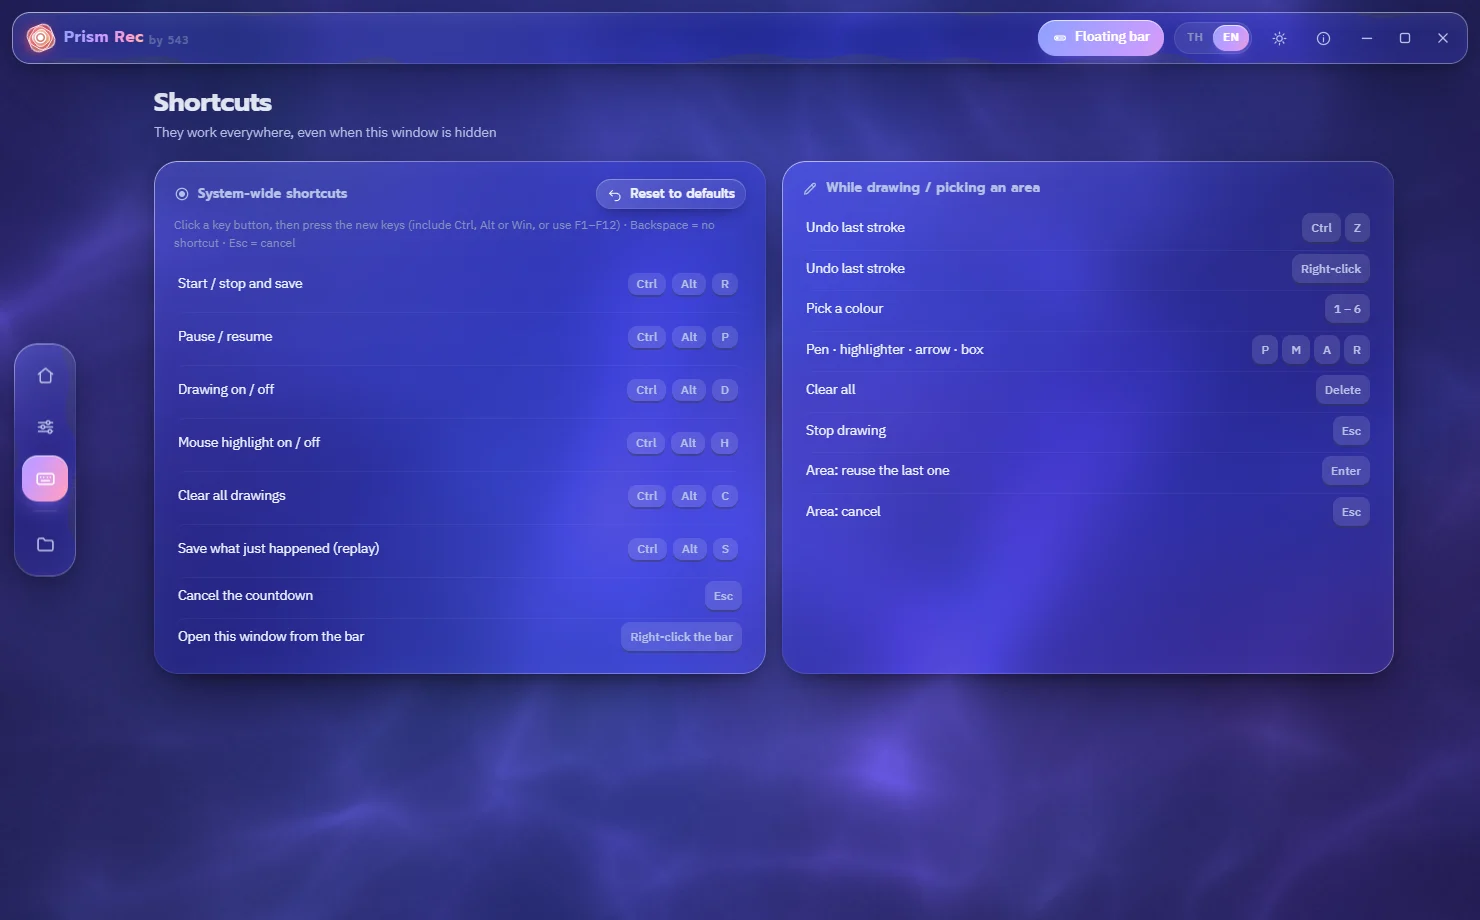 Prism Rec by 543
Floating bar
TH EN
Shortcuts
They work everywhere, even when this window is hidden
System-wide shortcuts
Reset to defaults
Click a key button, then press the new keys (include Ctrl, Alt or Win, or use F1–F12) · Backspace = no
shortcut · Esc = cancel
Start / stop and save Ctrl Alt R
Pause / resume Ctrl Alt P
Drawing on / off Ctrl Alt D
Mouse highlight on / off Ctrl Alt H
Clear all drawings Ctrl Alt C
Save what just happened (replay) Ctrl Alt S
Cancel the countdown Esc
Open this window from the bar Right-click the bar
While drawing / picking an area
Undo last stroke Ctrl Z
Undo last stroke Right-click
Pick a colour 1 – 6
Pen · highlighter · arrow · box P M A R
Clear all Delete
Stop drawing Esc
Area: reuse the last one Enter
Area: cancel Esc